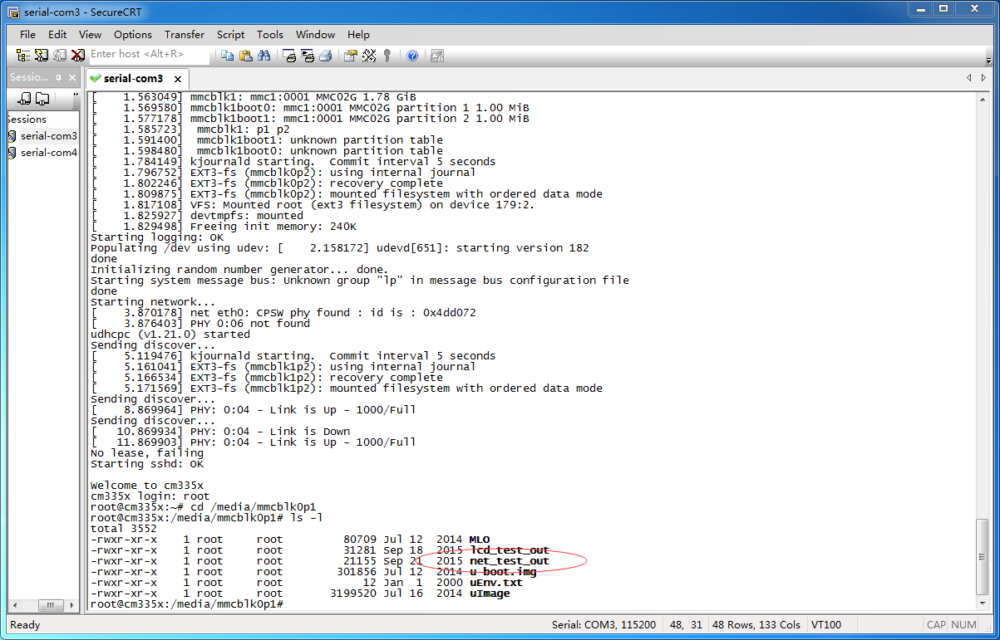 serial-com3 - SecureCRT
File Edit View Options Transfer Script Tools Window Help
Enter host <Alt+R>
Sessio...
serial-com3
essions
serial-com3
serial-com4
[    1.563049] mmcblk1: mmc1:0001 MMC02G 1.78 GiB
[    1.569580] mmcblk1boot0: mmc1:0001 MMC02G partition 1 1.00 MiB
[    1.577178] mmcblk1boot1: mmc1:0001 MMC02G partition 2 1.00 MiB
[    1.585723]  mmcblk1: p1 p2
[    1.591400]  mmcblk1boot1: unknown partition table
[    1.598480]  mmcblk1boot0: unknown partition table
[    1.784149] kjournald starting.  Commit interval 5 seconds
[    1.796752] EXT3-fs (mmcblk0p2): using internal journal
[    1.802246] EXT3-fs (mmcblk0p2): recovery complete
[    1.809875] EXT3-fs (mmcblk0p2): mounted filesystem with ordered data mode
[    1.817108] VFS: Mounted root (ext3 filesystem) on device 179:2.
[    1.825927] devtmpfs: mounted
[    1.829498] Freeing init memory: 240K
Starting logging: OK
Populating /dev using udev: [    2.158172] udevd[651]: starting version 182
done
Initializing random number generator... done.
Starting system message bus: Unknown group "lp" in message bus configuration file
done
Starting network...
[    3.870178] net eth0: CPSW phy found : id is : 0x4dd072
[    3.876403] PHY 0:06 not found
udhcpc (v1.21.0) started
Sending discover...
[    5.119476] kjournald starting.  Commit interval 5 seconds
[    5.161041] EXT3-fs (mmcblk1p2): using internal journal
[    5.166534] EXT3-fs (mmcblk1p2): recovery complete
[    5.171569] EXT3-fs (mmcblk1p2): mounted filesystem with ordered data mode
Sending discover...
[    8.869964] PHY: 0:04 - Link is Up - 1000/Full
Sending discover...
[   10.869934] PHY: 0:04 - Link is Down
[   11.869903] PHY: 0:04 - Link is Up - 1000/Full
No lease, failing
Starting sshd: OK
Welcome to cm335x
cm335x login: root
root@cm335x:~# cd /media/mmcblk0p1
root@cm335x:/media/mmcblk0p1# ls -l
total 3552
-rwxr-xr-x    1 root     root         80709 Jul 12  2014 MLO
-rwxr-xr-x    1 root     root         31281 Sep 18  2015 lcd_test_out
-rwxr-xr-x    1 root     root         21155 Sep 21  2015 net_test_out
-rwxr-xr-x    1 root     root        301856 Jul 12  2014 u-boot.img
-rwxr-xr-x    1 root     root            12 Jan  1  2000 uEnv.txt
-rwxr-xr-x    1 root     root       3199520 Jul 16  2014 uImage
root@cm335x:/media/mmcblk0p1#
Ready Serial: COM3, 115200 48, 31 48 Rows, 133 Cols VT100 CAP NUM